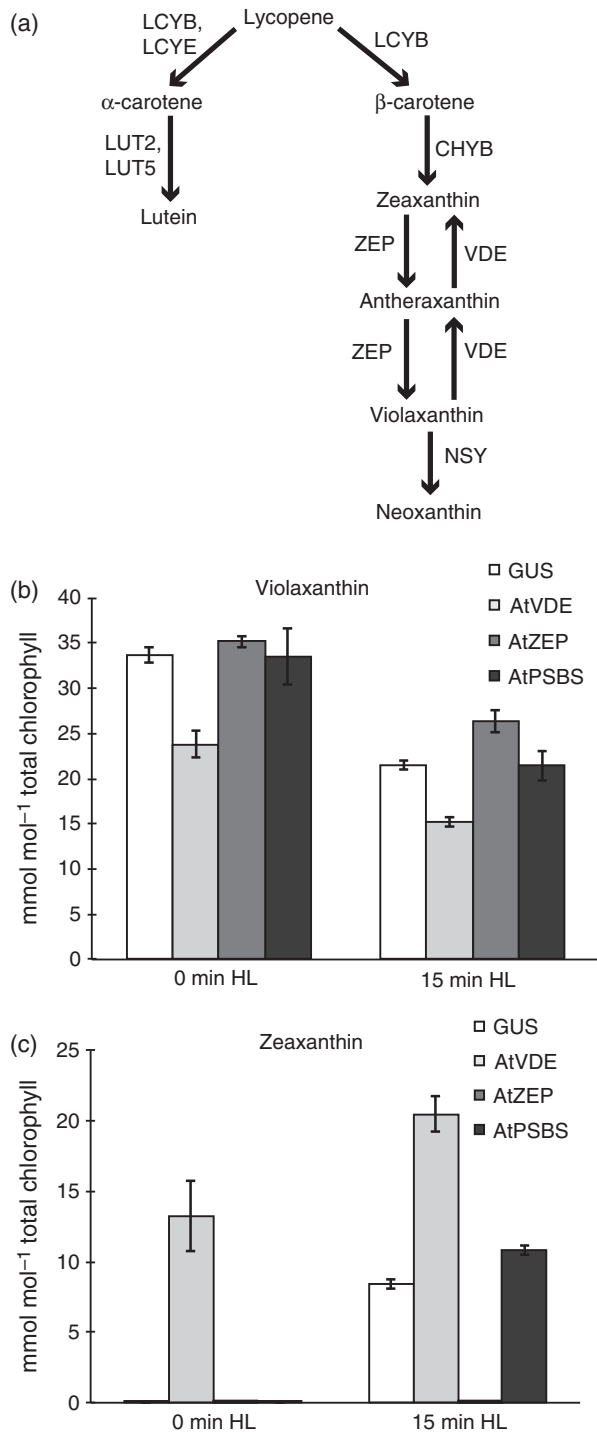 (a)
Lycopene
LCYB,
LCYE
LCYB
α-carotene
β-carotene
LUT2,
LUT5
CHYB
Lutein
Zeaxanthin
ZEP
VDE
Antheraxanthin
ZEP
VDE
Violaxanthin
NSY
Neoxanthin
(b)
Violaxanthin
GUS
AtVDE
AtZEP
AtPSBS
40
35
30
25
20
15
10
5
0
mmol mol–1 total chlorophyll
0 min HL
15 min HL
(c)
Zeaxanthin
GUS
AtVDE
AtZEP
AtPSBS
25
20
15
10
5
0
mmol mol–1 total chlorophyll
0 min HL
15 min HL